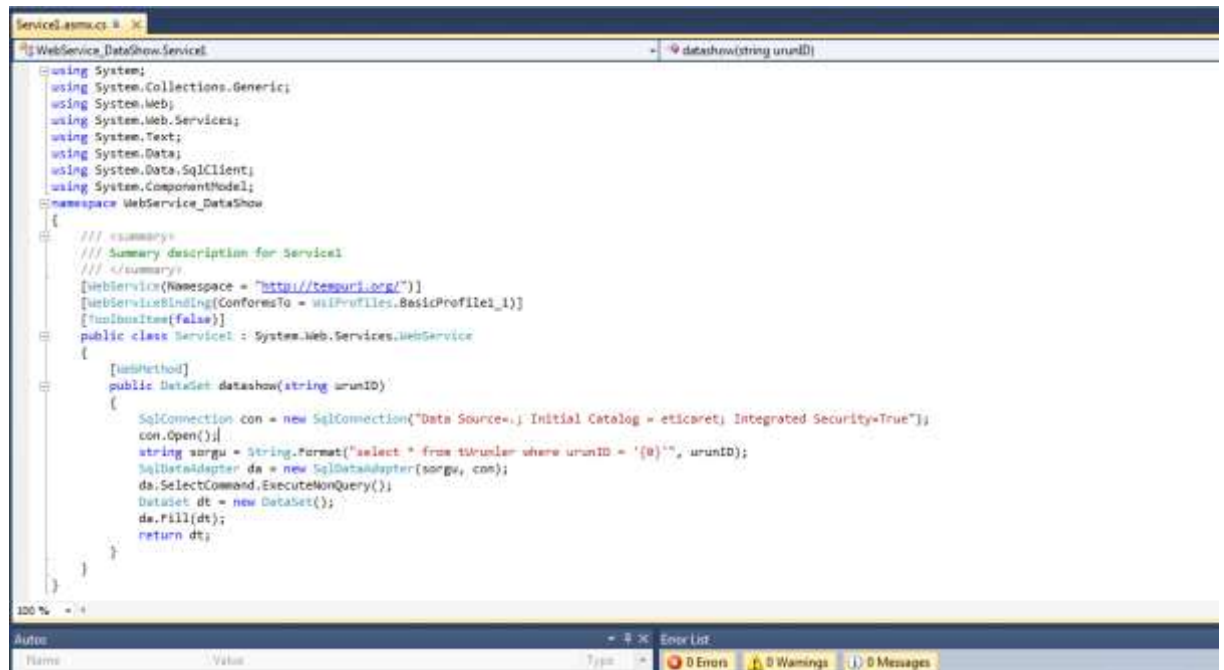 Service1.asmx.cs
WebService_DataShow.Service1
datashow(string urunID)
using System;
using System.Collections.Generic;
using System.Web;
using System.Web.Services;
using System.Text;
using System.Data;
using System.Data.SqlClient;
using System.ComponentModel;
namespace WebService_DataShow
{
/// <summary>
/// Summary description for Service1
/// </summary>
[WebService(Namespace = "http://tempuri.org/")]
[WebServiceBinding(ConformsTo = WsiProfiles.BasicProfile1_1)]
[ToolboxItem(false)]
public class Service1 : System.Web.Services.WebService
{
[WebMethod]
public DataSet datashow(string urunID)
{
SqlConnection con = new SqlConnection("Data Source=.; Initial Catalog = eticaret; Integrated Security=True");
con.Open();
string sorgu = String.Format("select * from tUrunler where urunID = '{0}'", urunID);
SqlDataAdapter da = new SqlDataAdapter(sorgu, con);
da.SelectCommand.ExecuteNonQuery();
DataSet dt = new DataSet();
da.Fill(dt);
return dt;
}
}
}
100 %
Autos
Error List
Name Value Type
0 Errors 0 Warnings 0 Messages